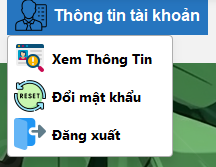 Thông tin tài khoản
Xem Thông Tin
RESET
Đổi mật khẩu
Đăng xuất